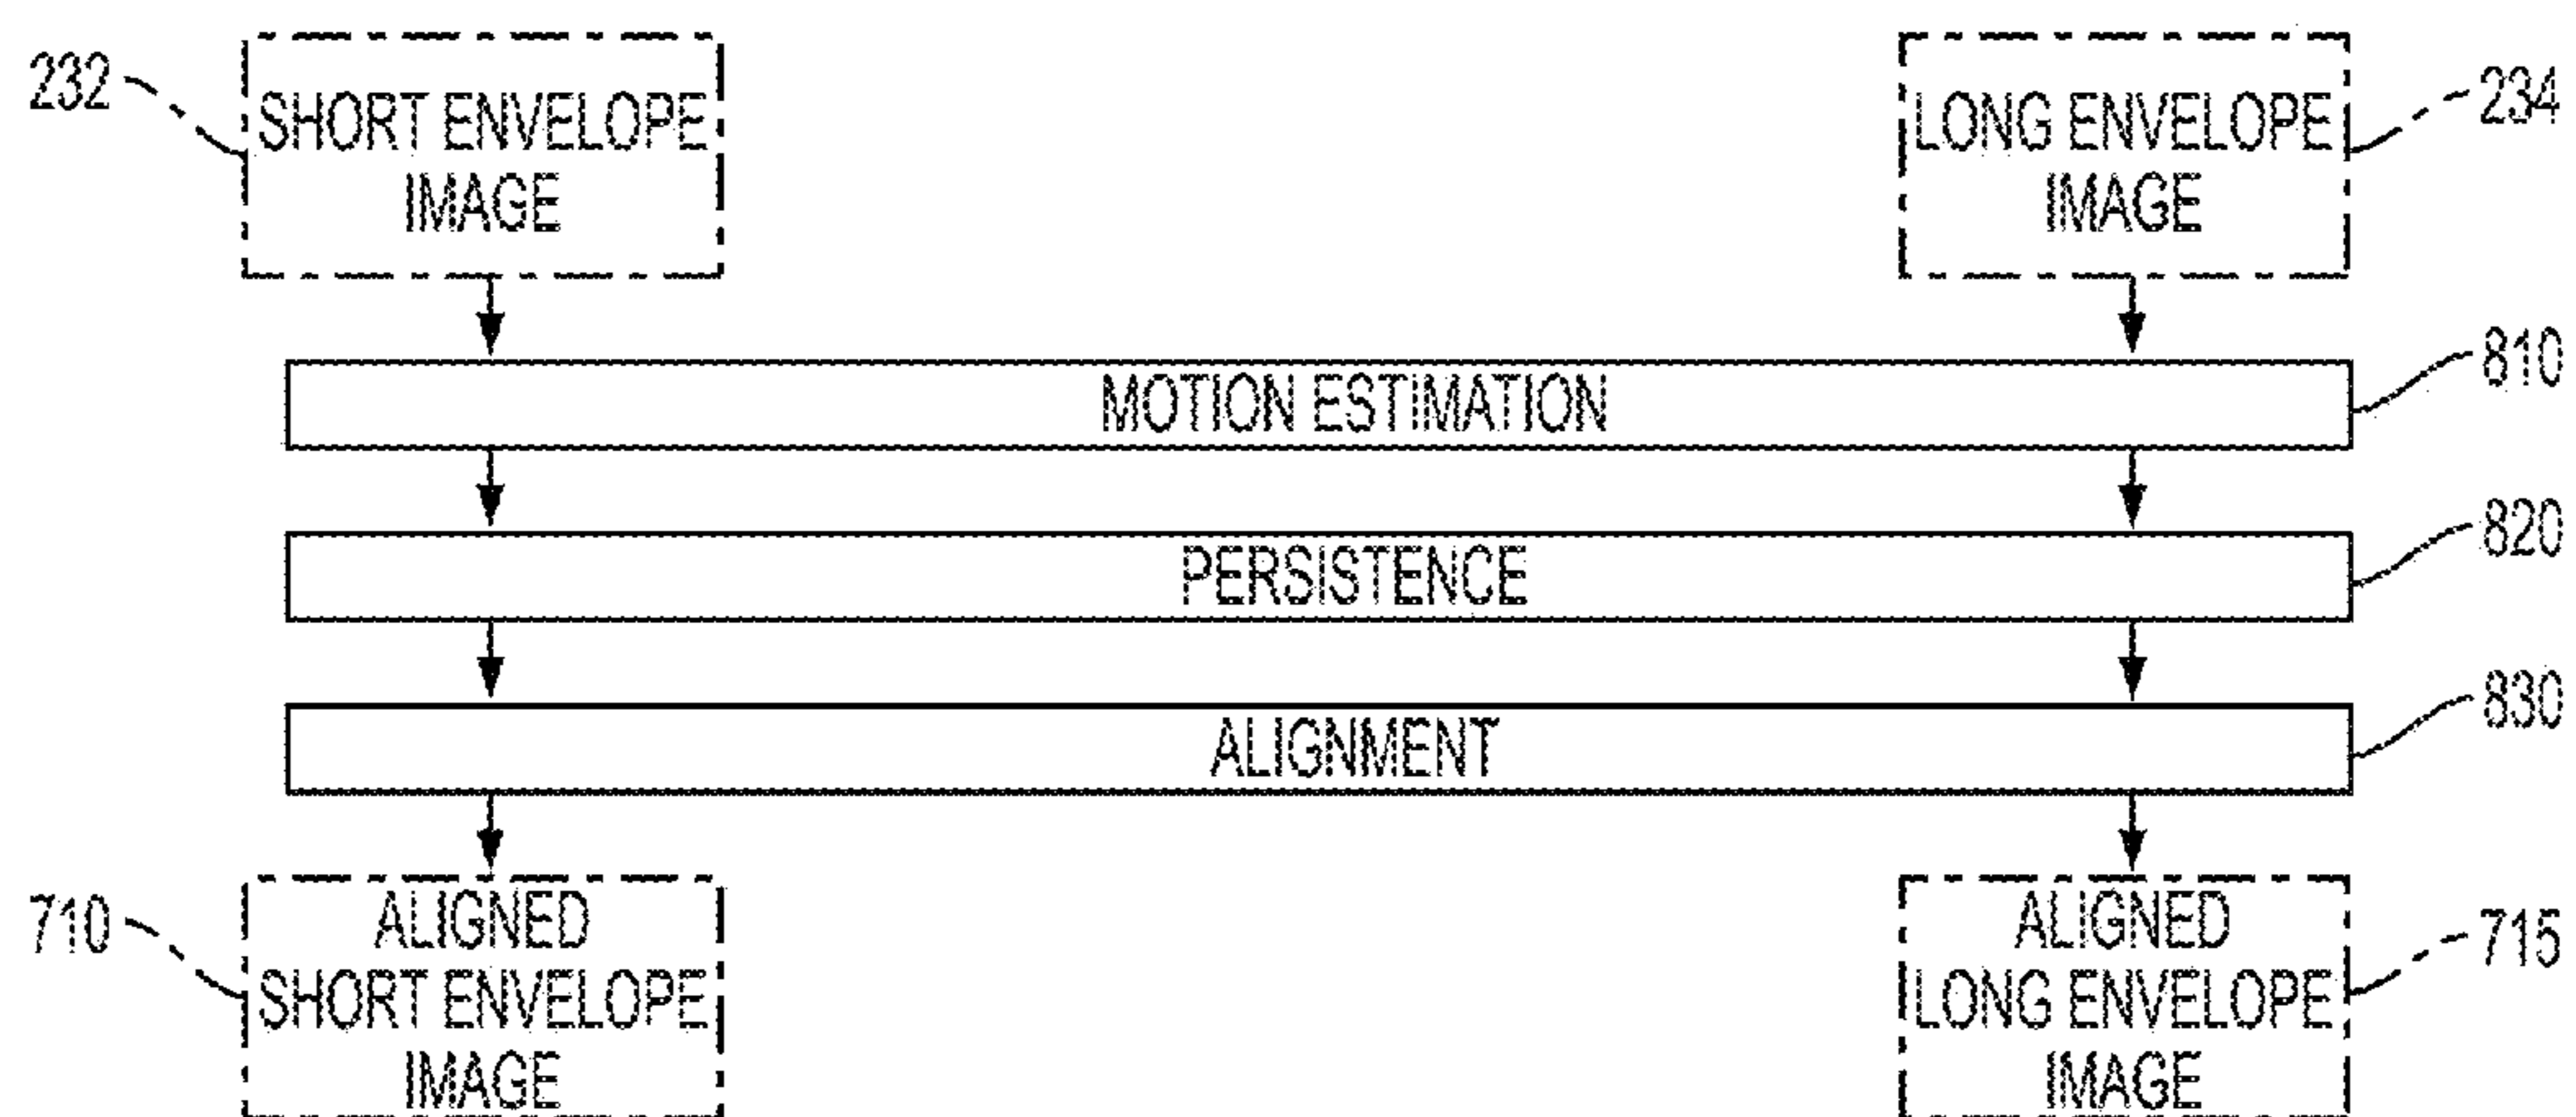 232
SHORT ENVELOPE
IMAGE
LONG ENVELOPE
IMAGE
234
MOTION ESTIMATION
810
PERSISTENCE
820
ALIGNMENT
830
710
ALIGNED
SHORT ENVELOPE
IMAGE
ALIGNED
LONG ENVELOPE
IMAGE
715